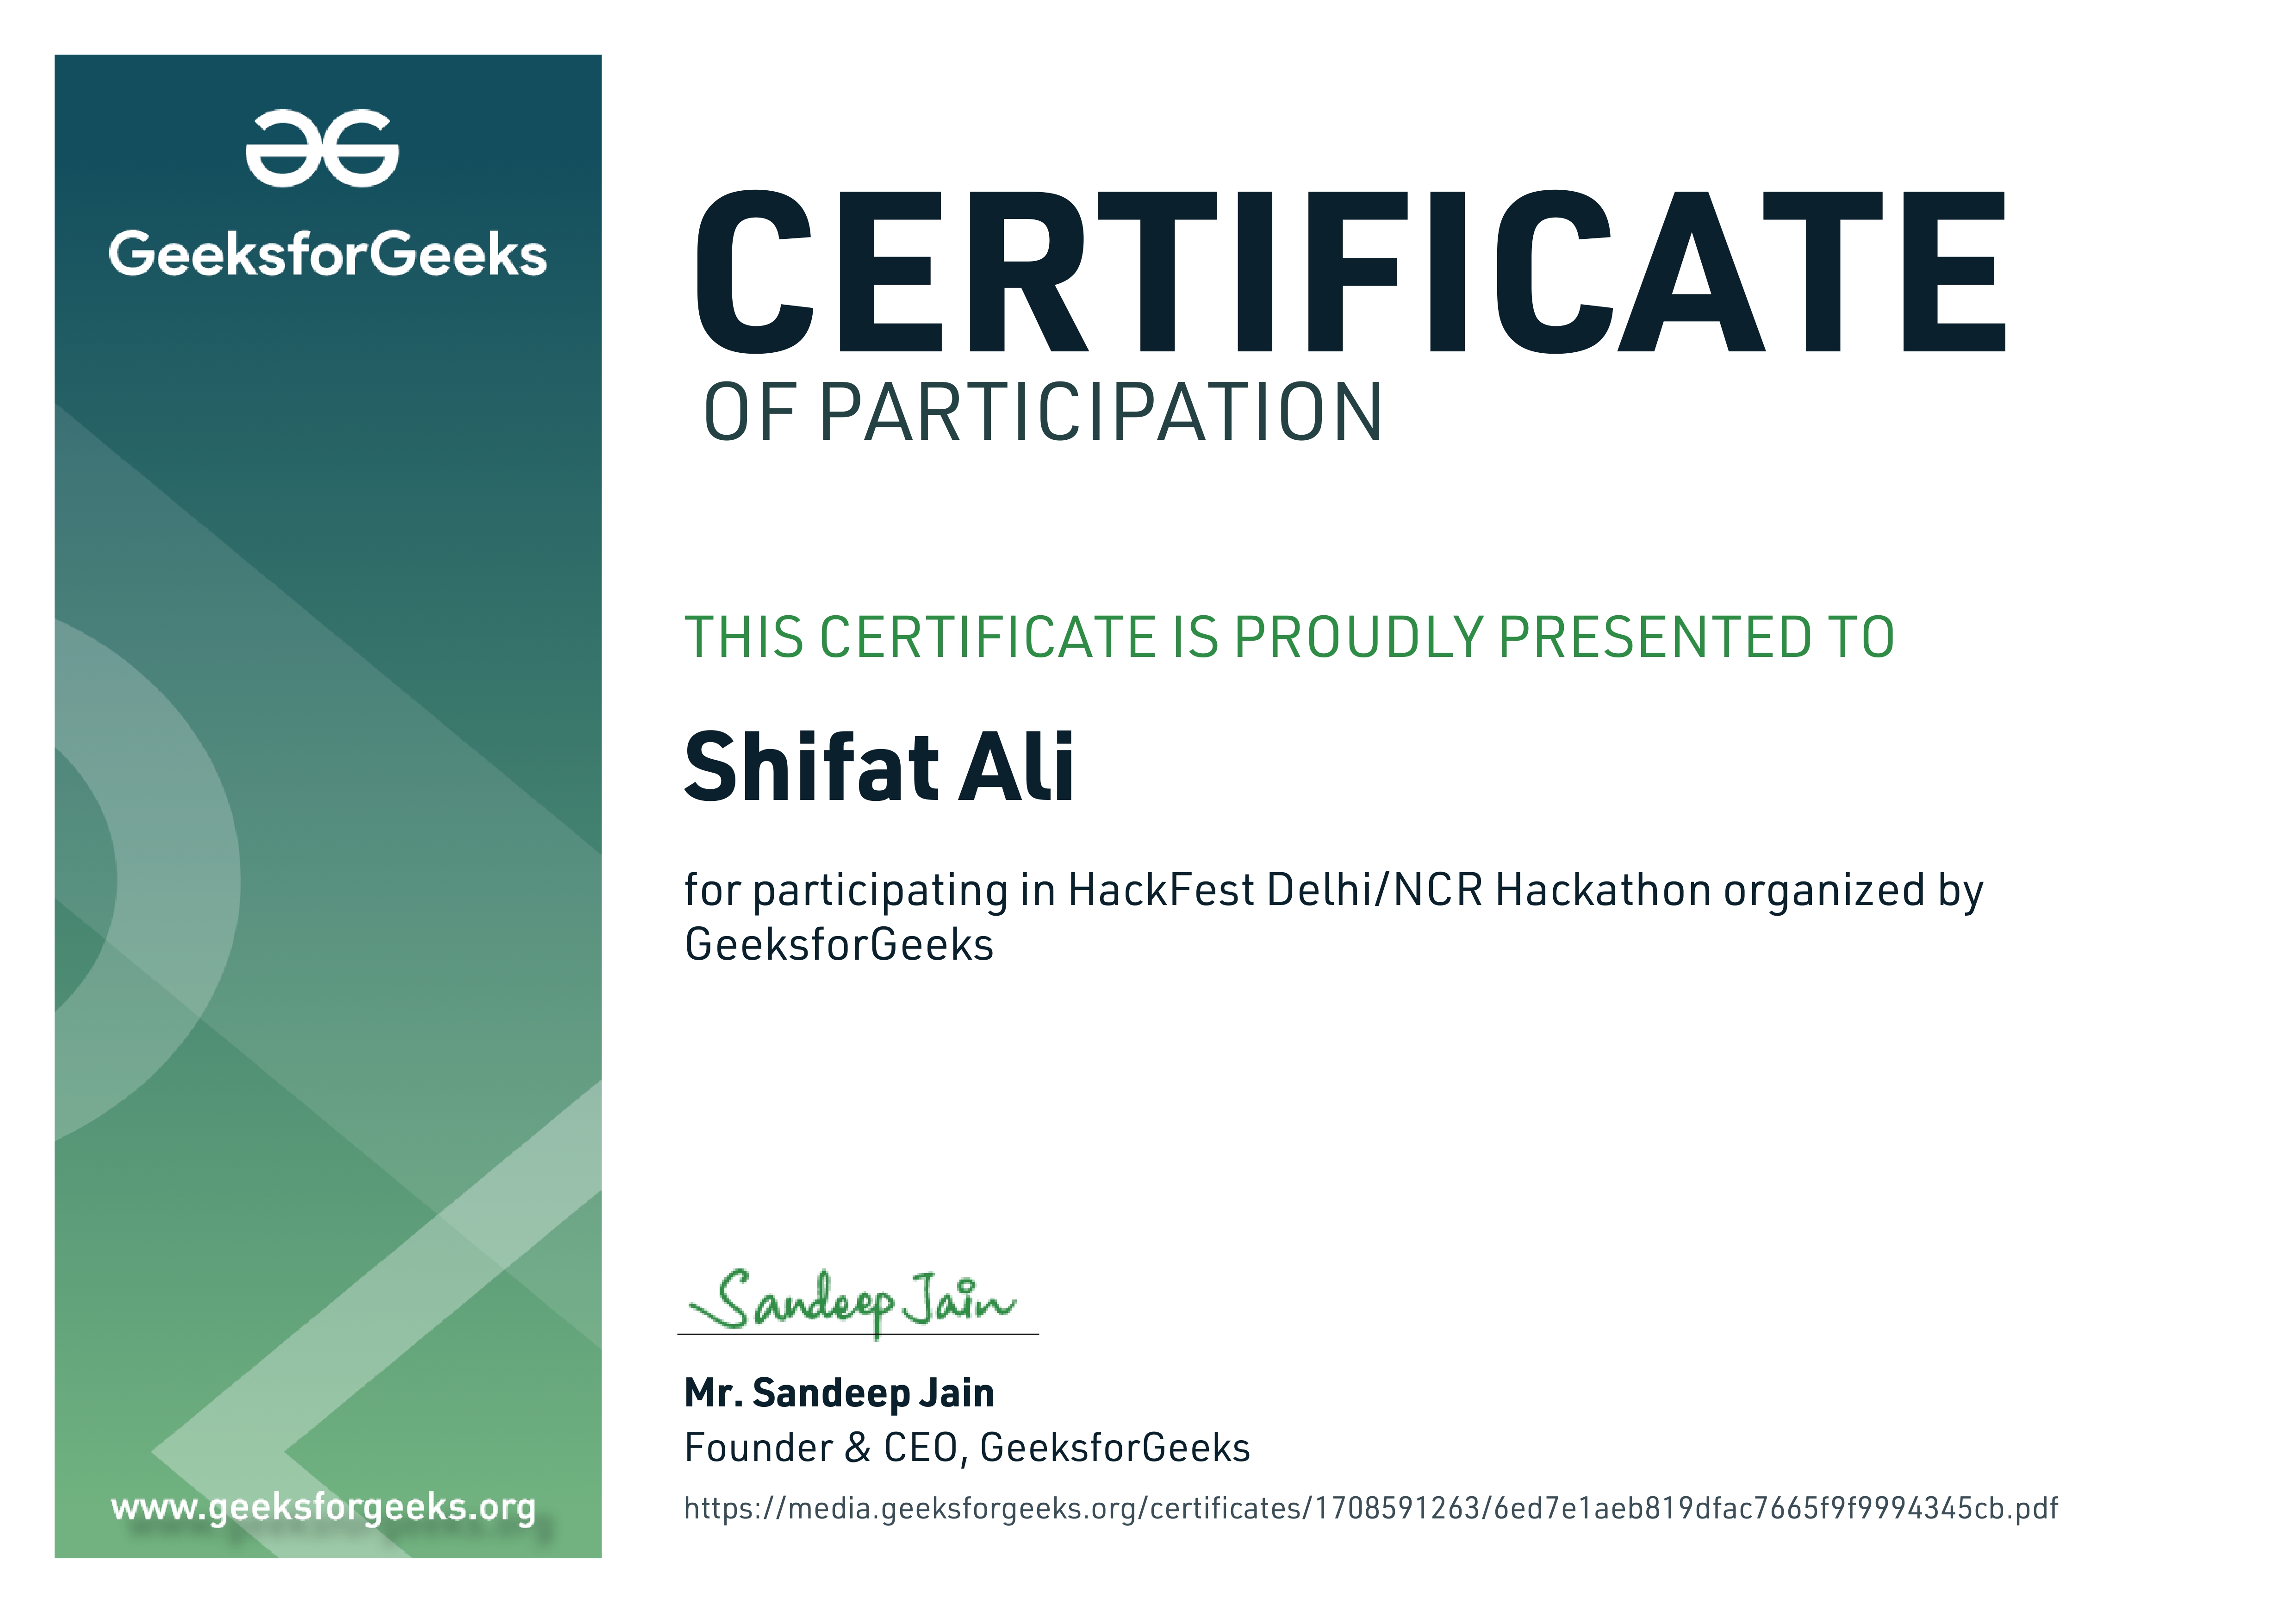 GeeksforGeeks
CERTIFICATE
OF PARTICIPATION
THIS CERTIFICATE IS PROUDLY PRESENTED TO
Shifat Ali
for participating in HackFest Delhi/NCR Hackathon organized by
GeeksforGeeks
Sandeep Jain
Mr. Sandeep Jain
Founder & CEO, GeeksforGeeks
https://media.geeksforgeeks.org/certificates/1708591263/6ed7e1aeb819dfac7665f9f9994345cb.pdf
www.geeksforgeeks.org